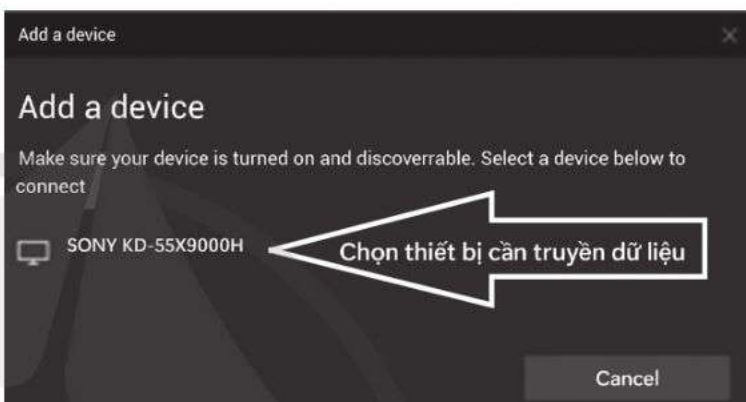 Add a device
Add a device
Make sure your device is turned on and discoverrable. Select a device below to
connect
SONY KD-55X9000H
Chọn thiết bị cần truyền dữ liệu
Cancel